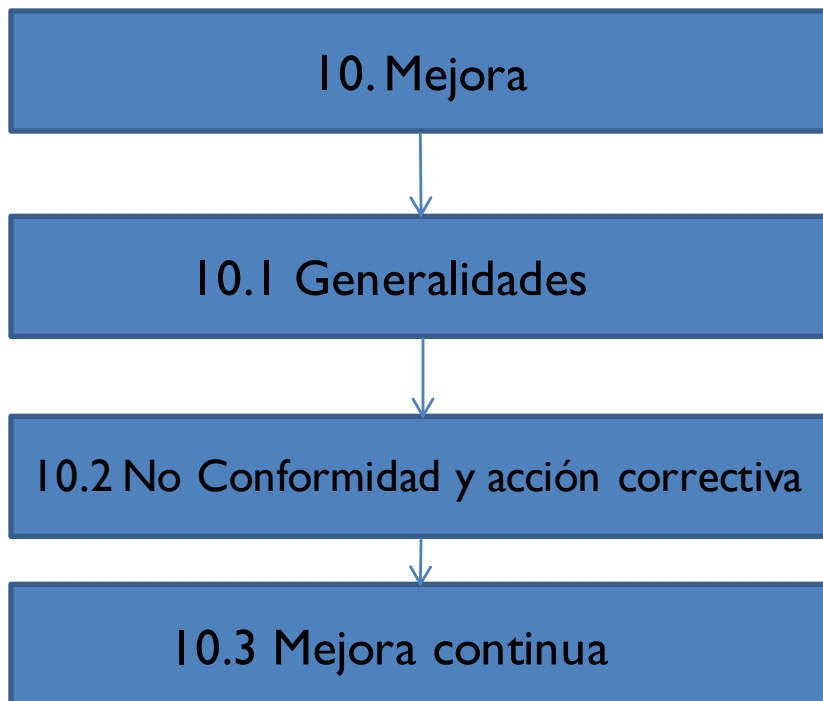 10. Mejora
10.1 Generalidades
10.2 No Conformidad y acción correctiva
10.3 Mejora continua